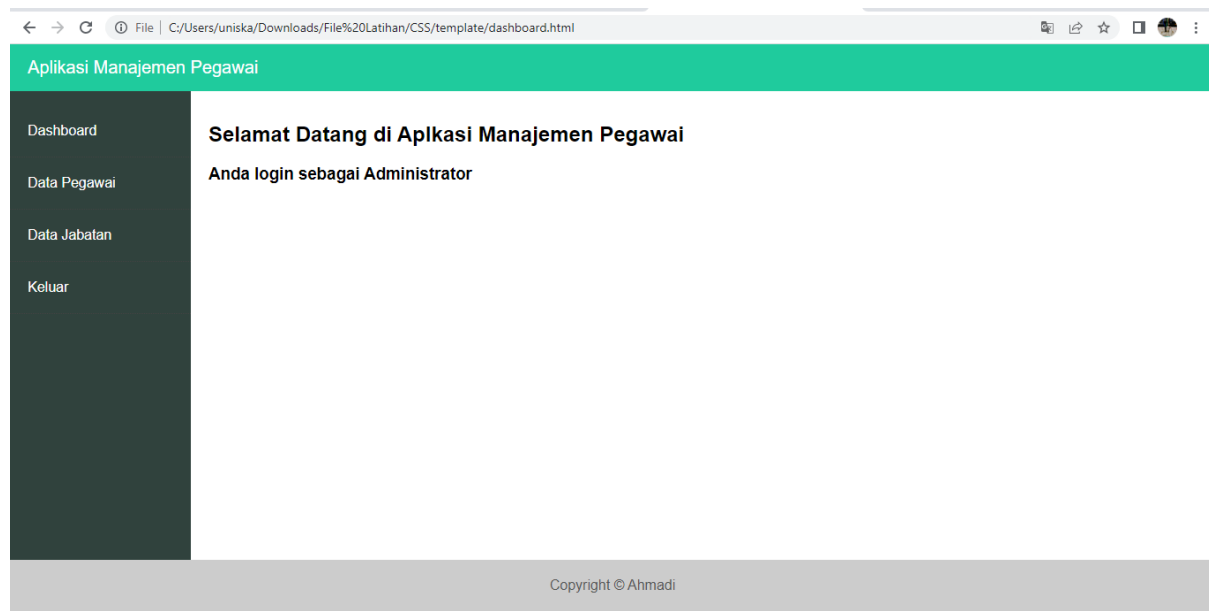 File | C:/Users/uniska/Downloads/File%20Latihan/CSS/template/dashboard.html
Aplikasi Manajemen Pegawai
Dashboard
Selamat Datang di Aplkasi Manajemen Pegawai
Anda login sebagai Administrator
Data Pegawai
Data Jabatan
Keluar
Copyright © Ahmadi